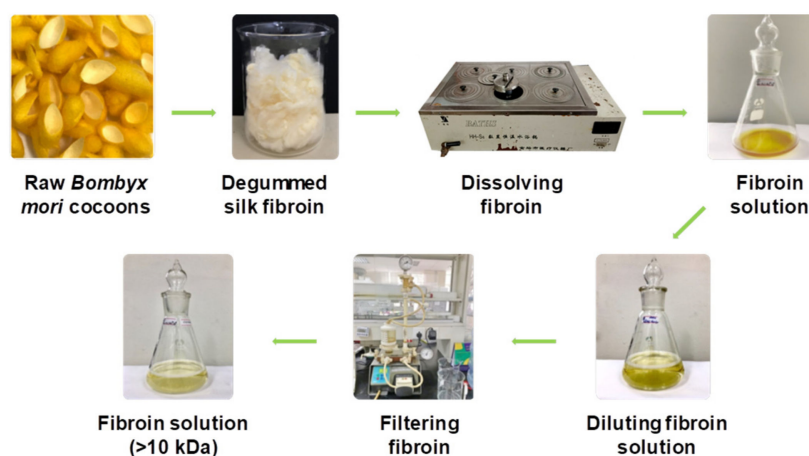 Raw Bombyx
mori cocoons
Degummed
silk fibroin
Dissolving
fibroin
Fibroin
solution
Fibroin solution
(>10 kDa)
Filtering
fibroin
Diluting fibroin
solution